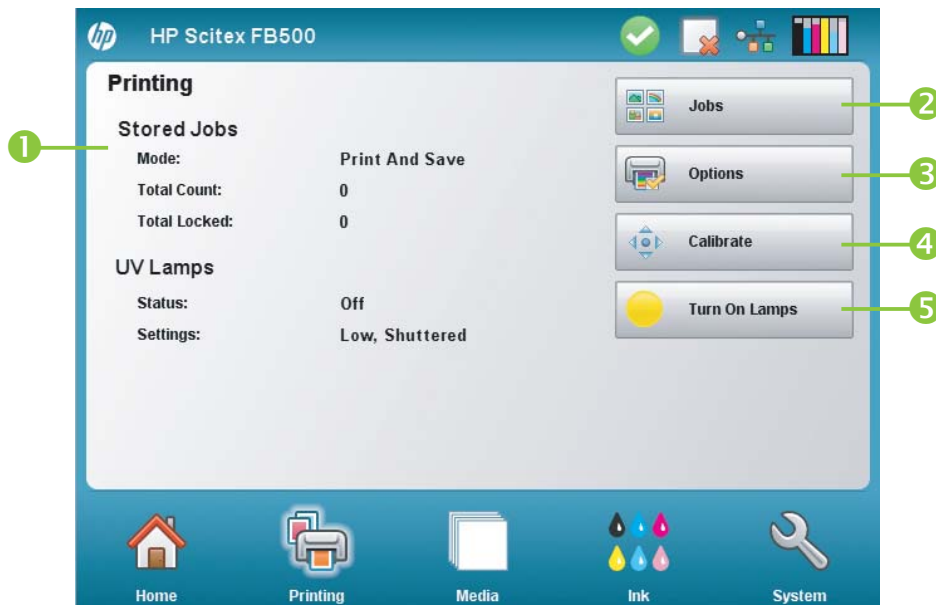 hp HP Scitex FB500
Printing
1
Stored Jobs
Mode: Print And Save
Total Count: 0
Total Locked: 0
UV Lamps
Status: Off
Settings: Low, Shuttered
Jobs 2
Options 3
Calibrate 4
Turn On Lamps 5
Home Printing Media Ink System